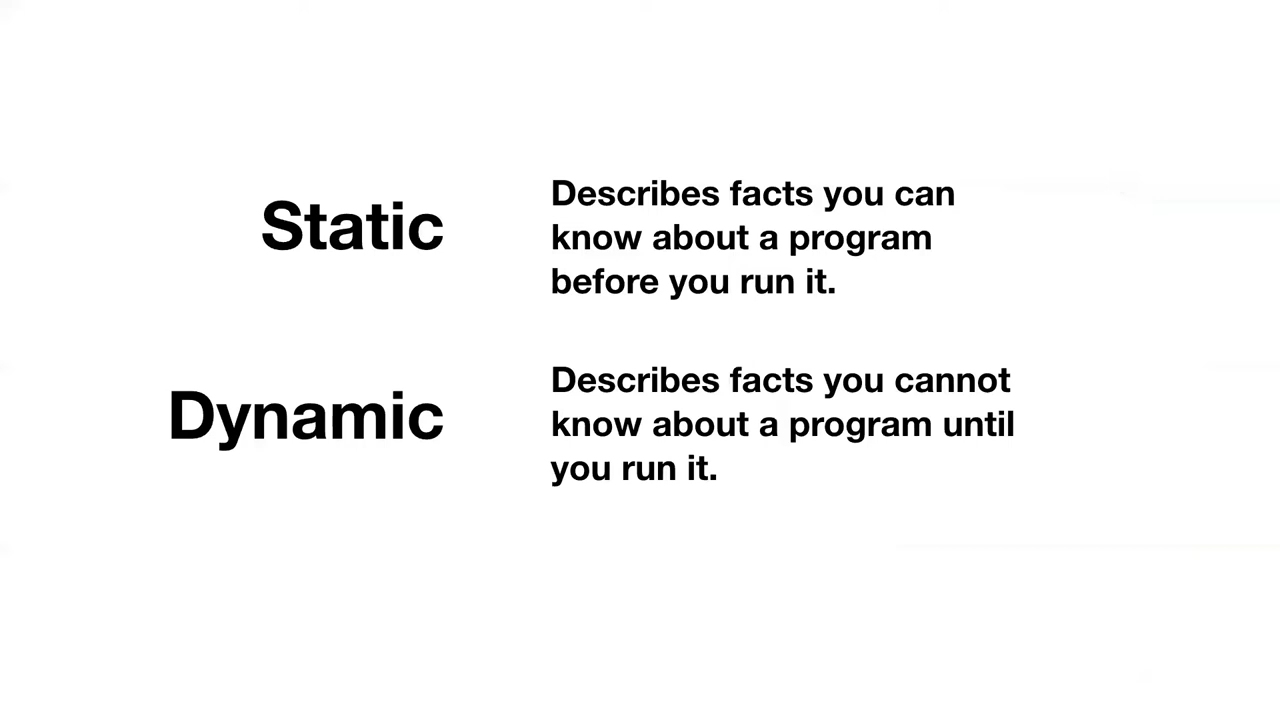 Static
Describes facts you can
know about a program
before you run it.
Dynamic
Describes facts you cannot
know about a program until
you run it.